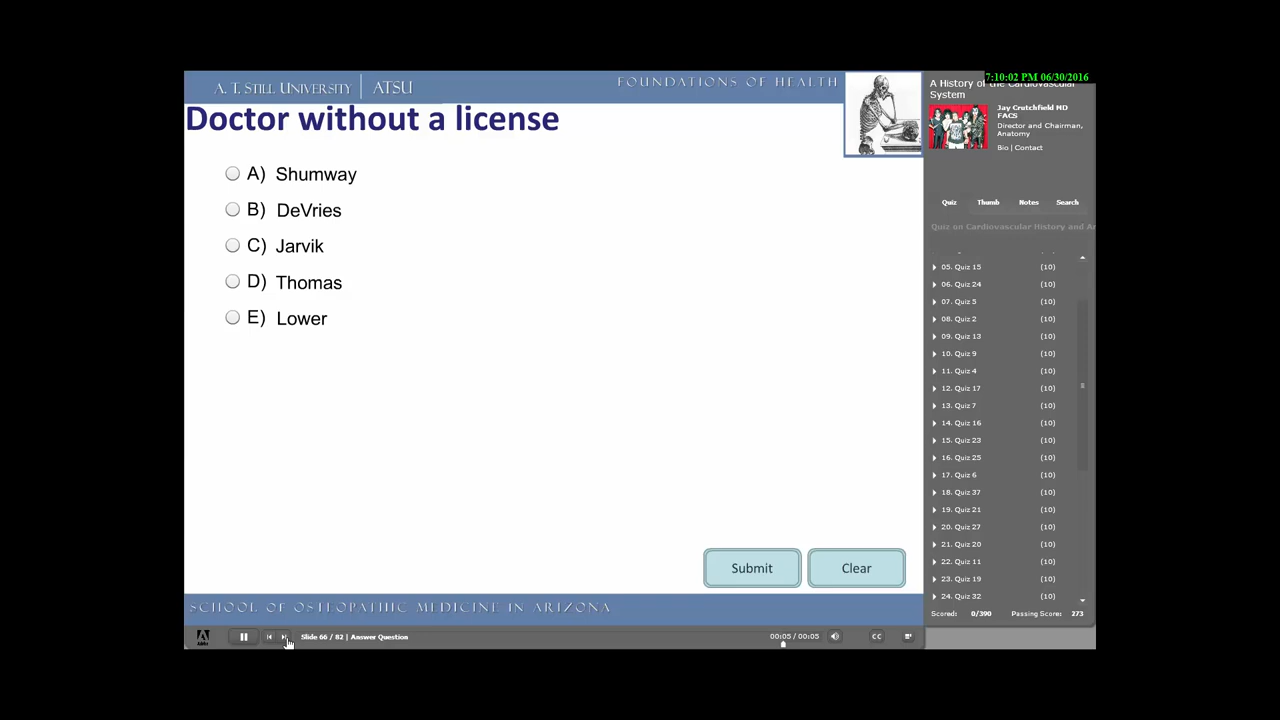 7:10:02 PM 06/30/2016
A. T. STILL UNIVERSITY | ATSU
FOUNDATIONS OF HEALTH
Doctor without a license
A) Shumway
B) DeVries
C) Jarvik
D) Thomas
E) Lower
Submit
Clear
SCHOOL OF OSTEOPATHIC MEDICINE IN ARIZONA
Slide 66 / 82 | Answer Question
00:05 / 00:05
CC
A History of the Cardiovascular
System
Jay Crutchfield MD
FACS
Director and Chairman,
Anatomy
Bio | Contact
Quiz Thumb Notes Search
Quiz on Cardiovascular History and
05. Quiz 15 (10)
06. Quiz 24 (10)
07. Quiz 5 (10)
08. Quiz 2 (10)
09. Quiz 13 (10)
10. Quiz 9 (10)
11. Quiz 4 (10)
12. Quiz 17 (10)
13. Quiz 7 (10)
14. Quiz 16 (10)
15. Quiz 23 (10)
16. Quiz 25 (10)
17. Quiz 6 (10)
18. Quiz 37 (10)
19. Quiz 21 (10)
20. Quiz 27 (10)
21. Quiz 20 (10)
22. Quiz 11 (10)
23. Quiz 19 (10)
24. Quiz 32 (10)
Scored: 0/390 Passing Score: 273